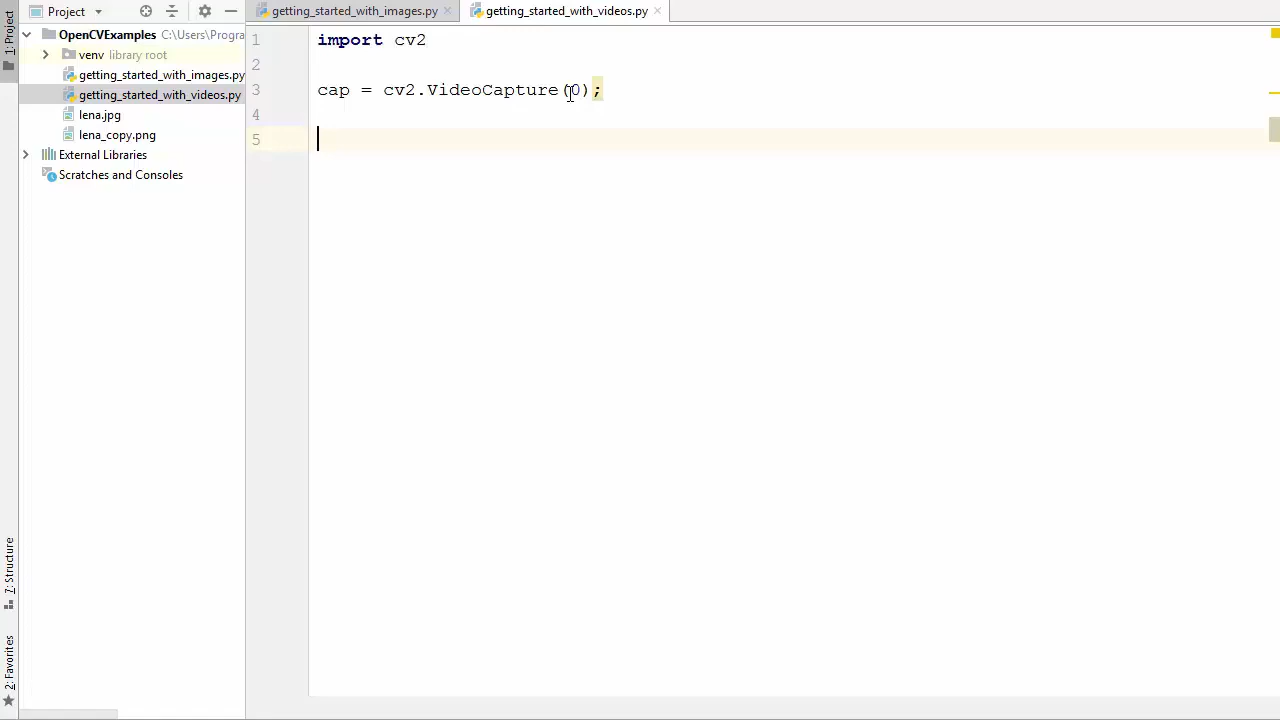 Project
getting_started_with_images.py
getting_started_with_videos.py
1: Project
OpenCVExamples C:\Users\Progra
venv library root
getting_started_with_images.py
getting_started_with_videos.py
lena.jpg
lena_copy.png
External Libraries
Scratches and Consoles
7: Structure
2: Favorites
1 import cv2
2
3 cap = cv2.VideoCapture(0);
4
5